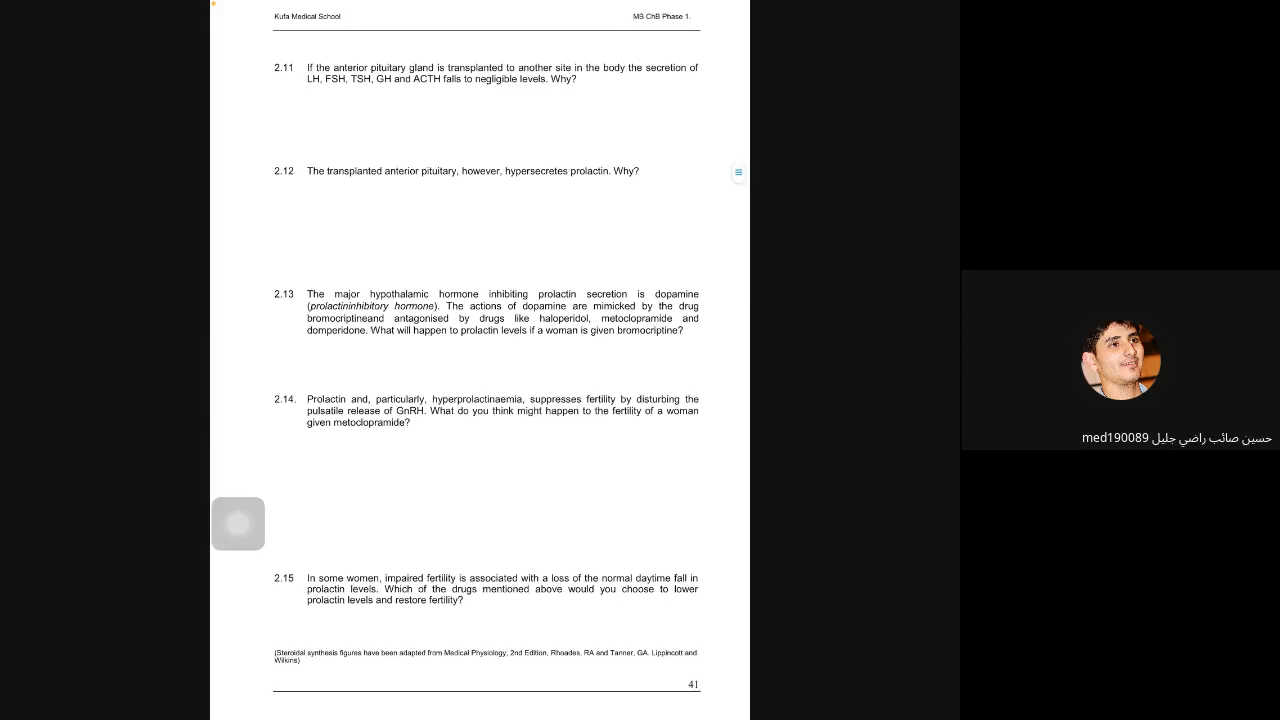 Kufa Medical School
MB ChB Phase 1.
2.11 If the anterior pituitary gland is transplanted to another site in the body the secretion of
LH, FSH, TSH, GH and ACTH falls to negligible levels. Why?
2.12 The transplanted anterior pituitary, however, hypersecretes prolactin. Why?
2.13 The major hypothalamic hormone inhibiting prolactin secretion is dopamine
(prolactininhibitory hormone). The actions of dopamine are mimicked by the drug
bromocriptineand antagonised by drugs like haloperidol, metoclopramide and
domperidone. What will happen to prolactin levels if a woman is given bromocriptine?
2.14. Prolactin and, particularly, hyperprolactinaemia, suppresses fertility by disturbing the
pulsatile release of GnRH. What do you think might happen to the fertility of a woman
given metoclopramide?
2.15 In some women, impaired fertility is associated with a loss of the normal daytime fall in
prolactin levels. Which of the drugs mentioned above would you choose to lower
prolactin levels and restore fertility?
(Steroidal synthesis figures have been adapted from Medical Physiology, 2nd Edition, Rhoades, RA and Tanner, GA. Lippincott and
Wilkins)
41
حسين صائب راضي جليل med190089